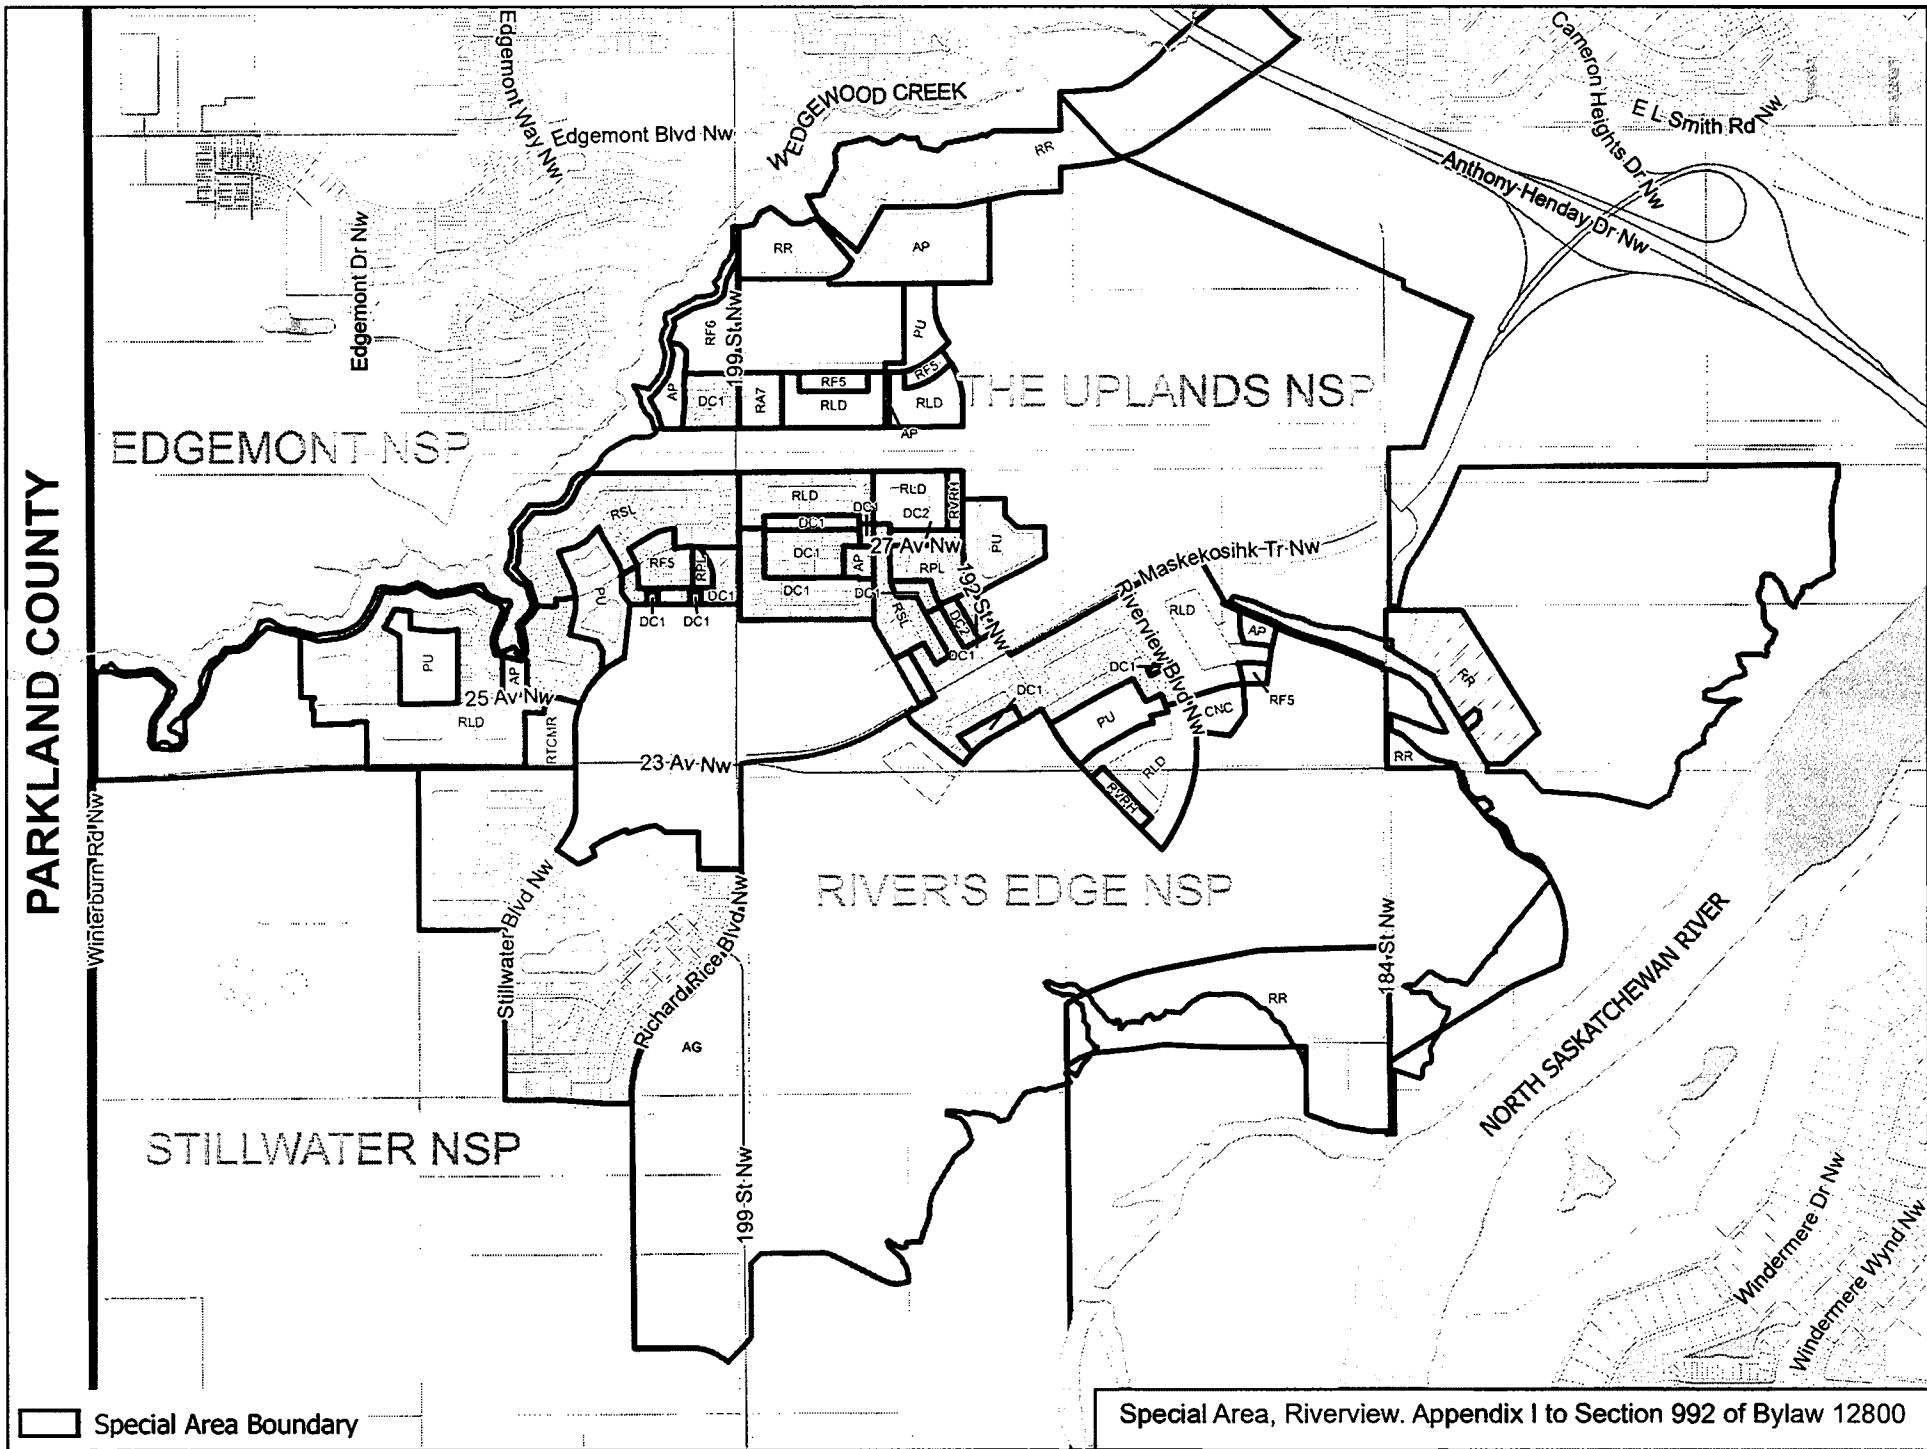 Edgemont Way Nw
Edgemont Blvd Nw
WEDGEWOOD CREEK
Cameron Heights Dr Nw
E L Smith Rd Nw
Anthony Henday Dr Nw
RR
RR
AP
Edgemont Dr Nw
199 St Nw
RF6
PU
AP
DC1
RA7
RF5
RLD
RF5
RLD
AP
THE UPLANDS NSP
EDGEMONT NSP
PARKLAND COUNTY
RSL
RLD
DC1
DC1
RLD
DC2
RVRH
DC1
AP
27 Av Nw
PU
RPL
RF5
RPL
DC1
DC1
DC1
PU
DC1
DC1
RSL
DC2
192 St Nw
DC1
Maskekosihk Tr Nw
Riverview Blvd Nw
RLD
AP
DC1
RF5
CNC
DC1
PU
RLD
RVRH
RR
RR
PU
AP
25 Av Nw
RLD
RTCMR
23 Av Nw
Winterburn Rd Nw
Stillwater Blvd Nw
Richard Rice Blvd Nw
RIVER'S EDGE NSP
184 St Nw
RR
AG
NORTH SASKATCHEWAN RIVER
STILLWATER NSP
199 St Nw
Windermere Dr Nw
Windermere Wynd Nw
Special Area Boundary
Special Area, Riverview. Appendix I to Section 992 of Bylaw 12800